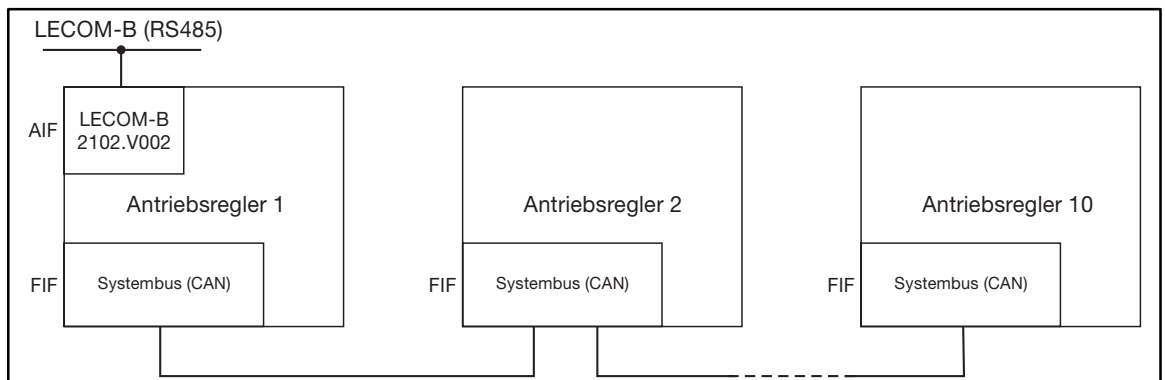 LECOM-B (RS485)
AIF
LECOM-B
2102.V002
Antriebsregler 1
Antriebsregler 2
Antriebsregler 10
FIF
Systembus (CAN)
FIF
Systembus (CAN)
FIF
Systembus (CAN)